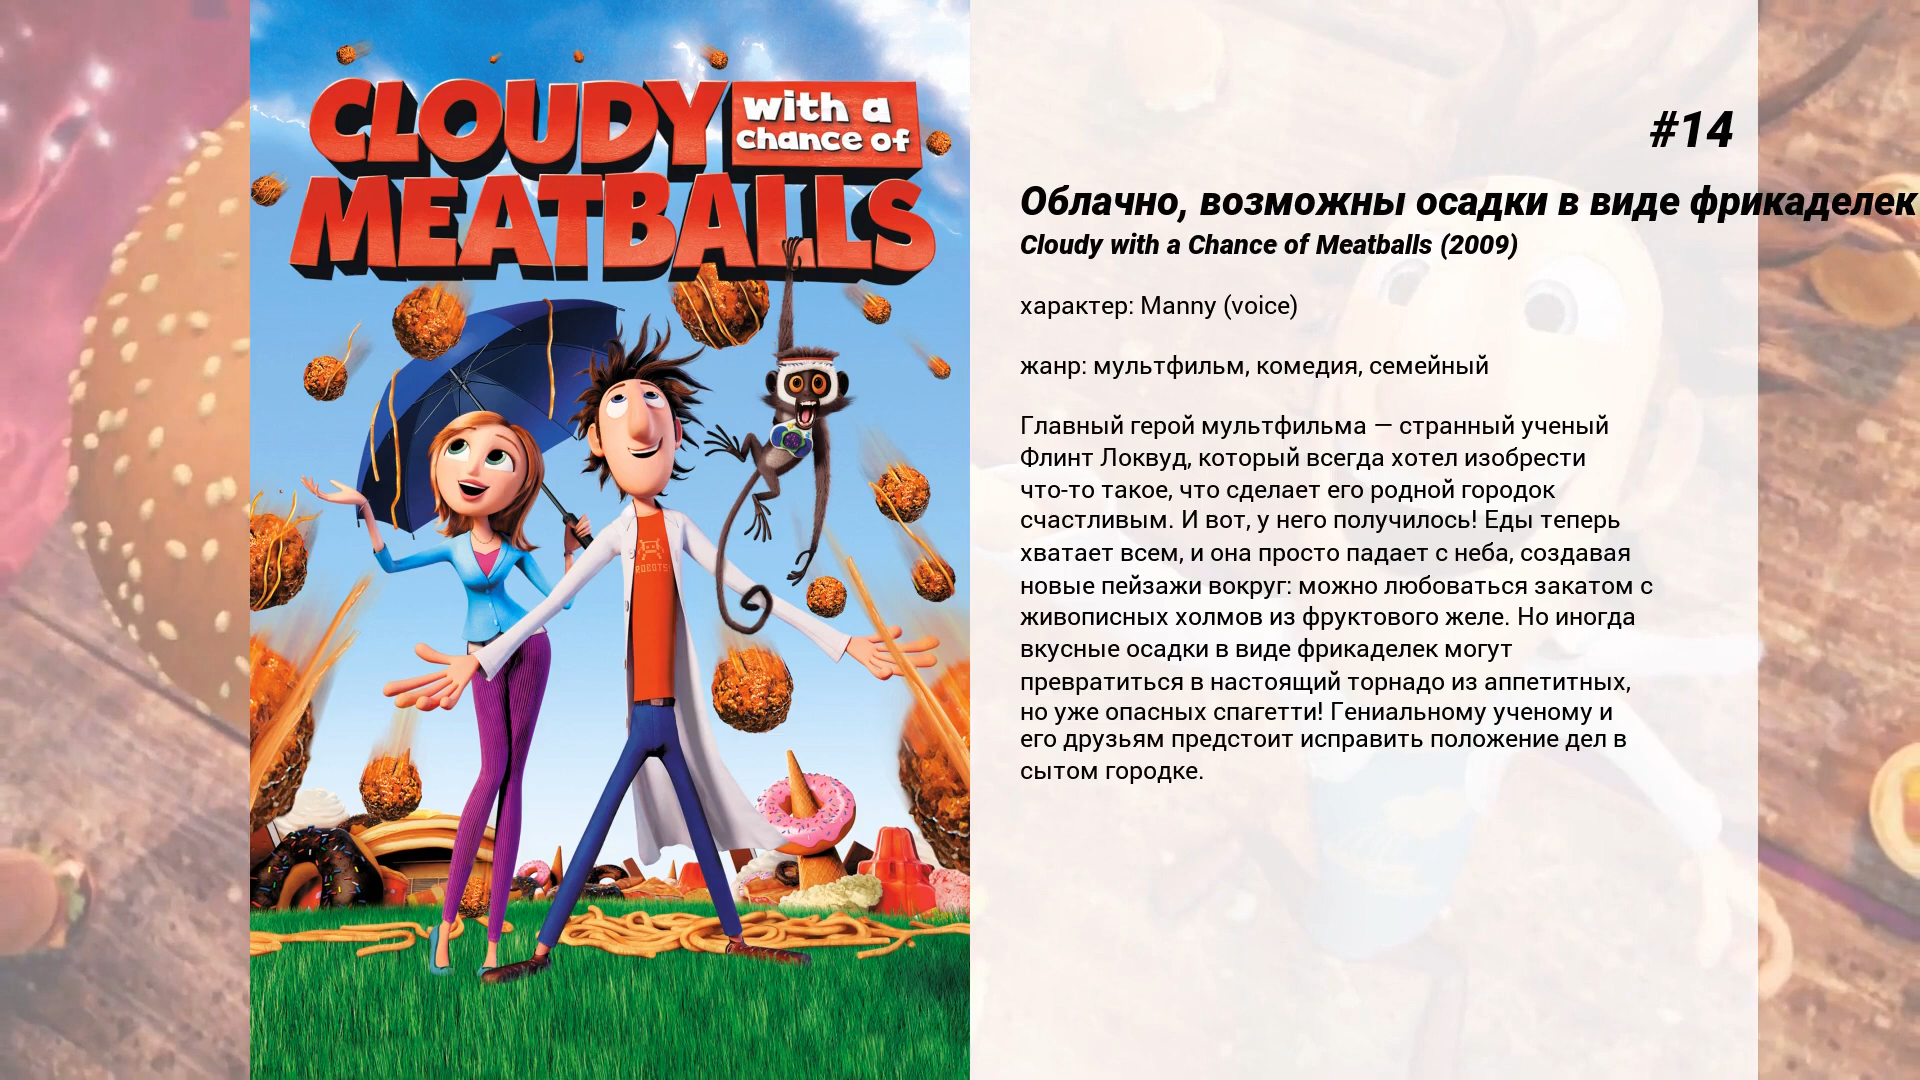 CLOUDY with a
chance of
MEATBALLS
ROBOTS
#14
Облачно, возможны осадки в виде фрикаделек
Cloudy with a Chance of Meatballs (2009)
характер: Manny (voice)
жанр: мультфильм, комедия, семейный
Главный герой мультфильма — странный ученый
Флинт Локвуд, который всегда хотел изобрести
что-то такое, что сделает его родной городок
счастливым. И вот, у него получилось! Еды теперь
хватает всем, и она просто падает с неба, создавая
новые пейзажи вокруг: можно любоваться закатом с
живописных холмов из фруктового желе. Но иногда
вкусные осадки в виде фрикаделек могут
превратиться в настоящий торнадо из аппетитных,
но уже опасных спагетти! Гениальному ученому и
его друзьям предстоит исправить положение дел в
сытом городке.